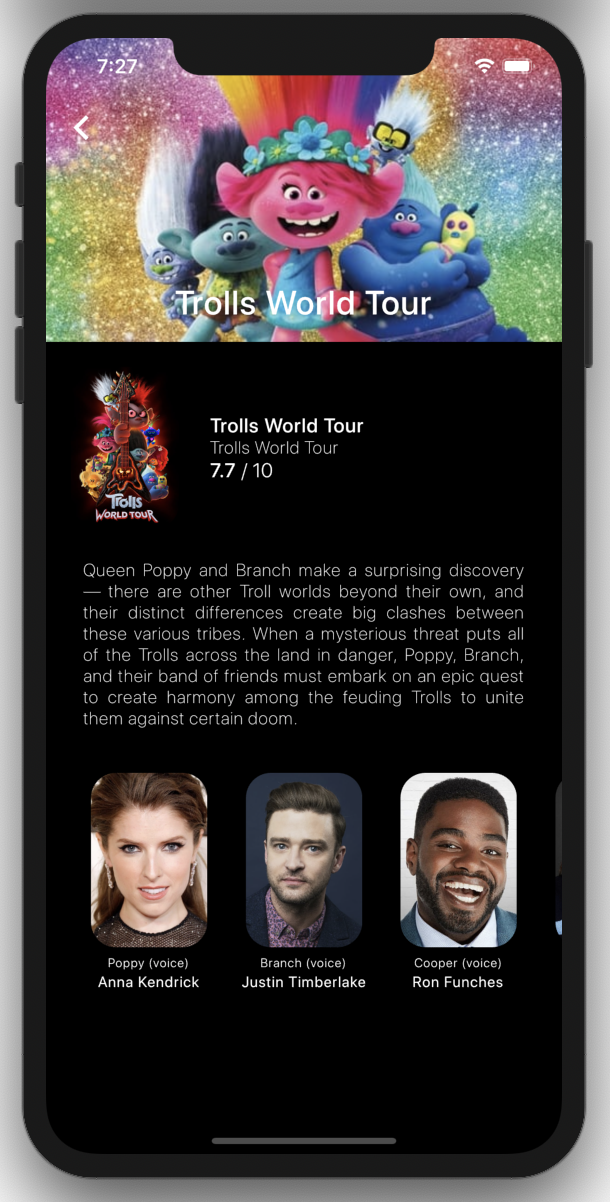 7:27
Trolls World Tour
Trolls
WORLD TOUR
Trolls World Tour
Trolls World Tour
7.7 / 10
Queen Poppy and Branch make a surprising discovery
— there are other Troll worlds beyond their own, and
their distinct differences create big clashes between
these various tribes. When a mysterious threat puts all
of the Trolls across the land in danger, Poppy, Branch,
and their band of friends must embark on an epic quest
to create harmony among the feuding Trolls to unite
them against certain doom.
Poppy (voice)
Anna Kendrick
Branch (voice)
Justin Timberlake
Cooper (voice)
Ron Funches